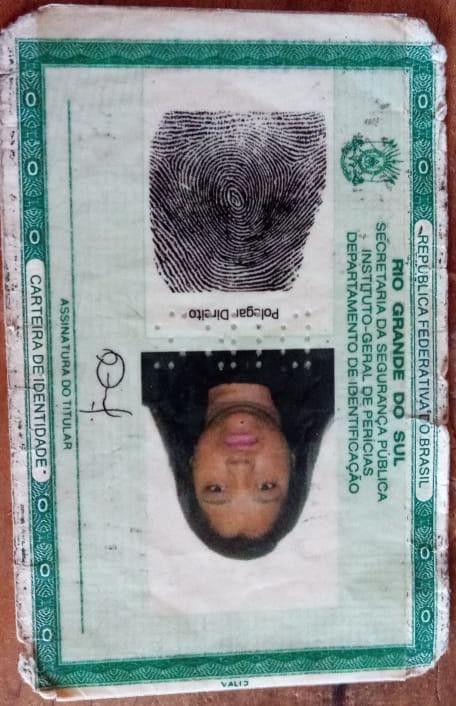 REPÚBLICA FEDERATIVA DO BRASIL
RIO GRANDE DO SUL
SECRETARIA DA SEGURANÇA PÚBLICA
INSTITUTO-GERAL DE PERÍCIAS
DEPARTAMENTO DE IDENTIFICAÇÃO
Polegar Direito
ASSINATURA DO TITULAR
CARTEIRA DE IDENTIDADE